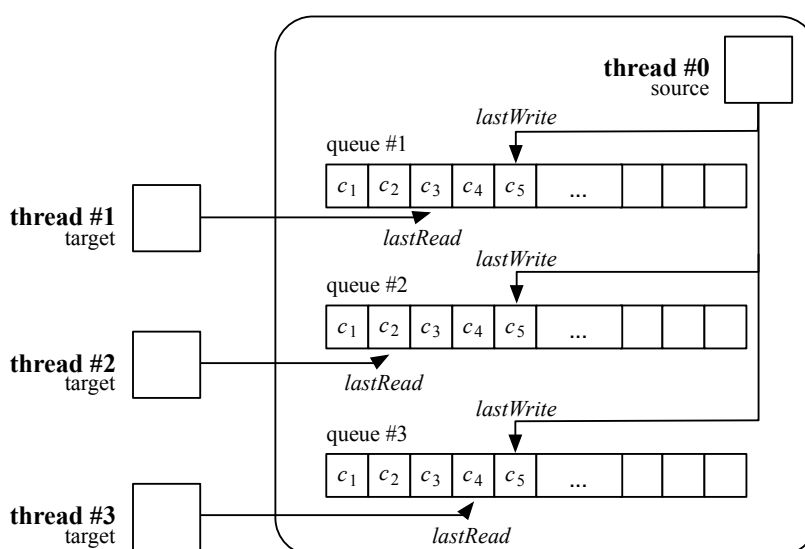 thread #0
source
lastWrite
queue #1
c1 c2 c3 c4 c5 ...
thread #1
target
lastRead
lastWrite
queue #2
c1 c2 c3 c4 c5 ...
thread #2
target
lastRead
lastWrite
queue #3
c1 c2 c3 c4 c5 ...
thread #3
target
lastRead